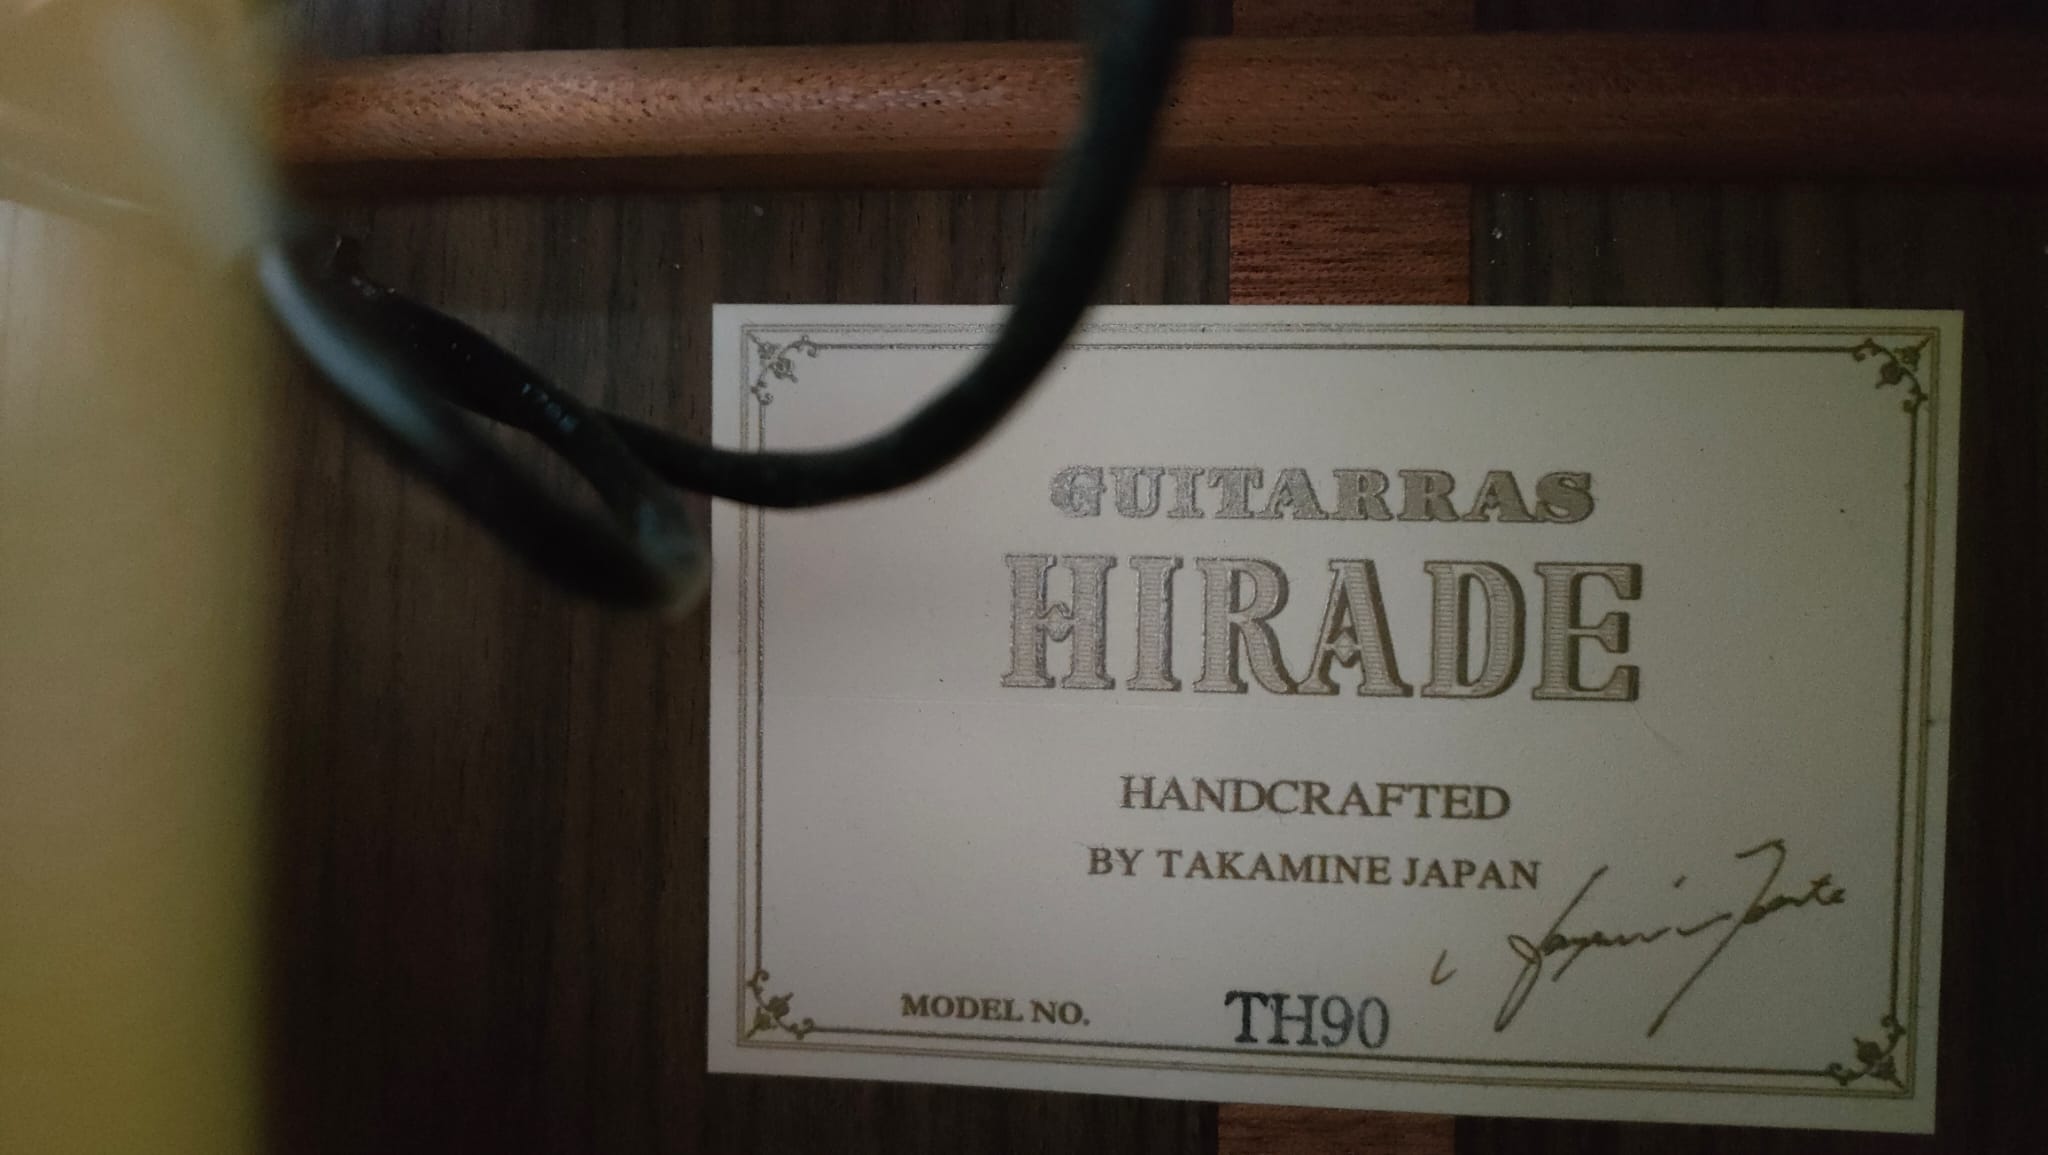 GUITARRAS
HIRADE
HANDCRAFTED
BY TAKAMINE JAPAN
MODEL NO. TH90